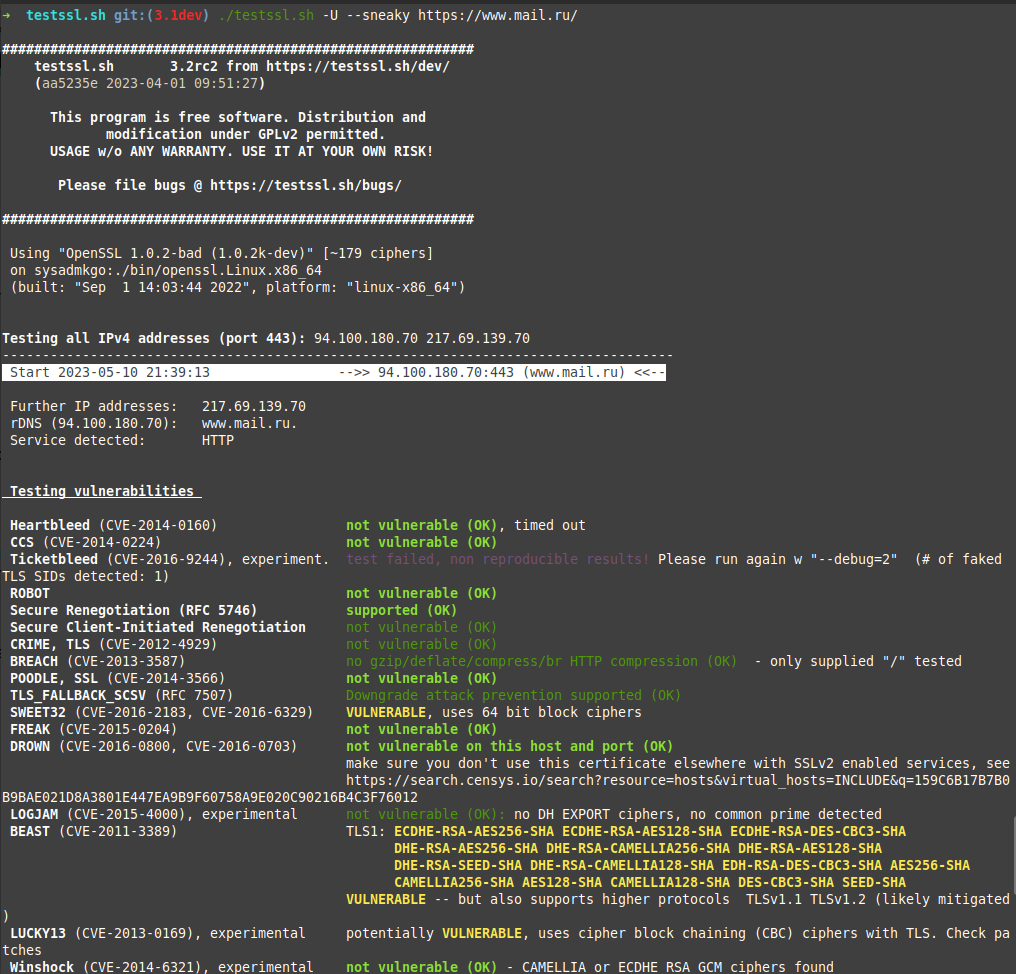 → testssl.sh git:(3.1dev) ./testssl.sh -U --sneaky https://www.mail.ru/
###########################################################
testssl.sh 3.2rc2 from https://testssl.sh/dev/
(aa5235e 2023-04-01 09:51:27)
This program is free software. Distribution and
modification under GPLv2 permitted.
USAGE w/o ANY WARRANTY. USE IT AT YOUR OWN RISK!
Please file bugs @ https://testssl.sh/bugs/
###########################################################
Using "OpenSSL 1.0.2-bad (1.0.2k-dev)" [~179 ciphers]
on sysadmkgo:./bin/openssl.Linux.x86_64
(built: "Sep 1 14:03:44 2022", platform: "linux-x86_64")
Testing all IPv4 addresses (port 443): 94.100.180.70 217.69.139.70
------------------------------------------------------------------------------------
Start 2023-05-10 21:39:13 -->> 94.100.180.70:443 (www.mail.ru) <<--
Further IP addresses: 217.69.139.70
rDNS (94.100.180.70): www.mail.ru.
Service detected: HTTP
Testing vulnerabilities
Heartbleed (CVE-2014-0160) not vulnerable (OK), timed out
CCS (CVE-2014-0224) not vulnerable (OK)
Ticketbleed (CVE-2016-9244), experiment. test failed, non reproducible results! Please run again w "--debug=2" (# of faked
TLS SIDs detected: 1)
ROBOT not vulnerable (OK)
Secure Renegotiation (RFC 5746) supported (OK)
Secure Client-Initiated Renegotiation not vulnerable (OK)
CRIME, TLS (CVE-2012-4929) not vulnerable (OK)
BREACH (CVE-2013-3587) no gzip/deflate/compress/br HTTP compression (OK) - only supplied "/" tested
POODLE, SSL (CVE-2014-3566) not vulnerable (OK)
TLS_FALLBACK_SCSV (RFC 7507) Downgrade attack prevention supported (OK)
SWEET32 (CVE-2016-2183, CVE-2016-6329) VULNERABLE, uses 64 bit block ciphers
FREAK (CVE-2015-0204) not vulnerable (OK)
DROWN (CVE-2016-0800, CVE-2016-0703) not vulnerable on this host and port (OK)
make sure you don't use this certificate elsewhere with SSLv2 enabled services, see
https://search.censys.io/search?resource=hosts&virtual_hosts=INCLUDE&q=159C6B17B7B0
B9BAE021D8A3801E447EA9B9F60758A9E020C90216B4C3F76012
LOGJAM (CVE-2015-4000), experimental not vulnerable (OK): no DH EXPORT ciphers, no common prime detected
BEAST (CVE-2011-3389) TLS1: ECDHE-RSA-AES256-SHA ECDHE-RSA-AES128-SHA ECDHE-RSA-DES-CBC3-SHA
DHE-RSA-AES256-SHA DHE-RSA-CAMELLIA256-SHA DHE-RSA-AES128-SHA
DHE-RSA-SEED-SHA DHE-RSA-CAMELLIA128-SHA EDH-RSA-DES-CBC3-SHA AES256-SHA
CAMELLIA256-SHA AES128-SHA CAMELLIA128-SHA DES-CBC3-SHA SEED-SHA
VULNERABLE -- but also supports higher protocols TLSv1.1 TLSv1.2 (likely mitigated
)
LUCKY13 (CVE-2013-0169), experimental potentially VULNERABLE, uses cipher block chaining (CBC) ciphers with TLS. Check pa
tches
Winshock (CVE-2014-6321), experimental not vulnerable (OK) - CAMELLIA or ECDHE_RSA GCM ciphers found